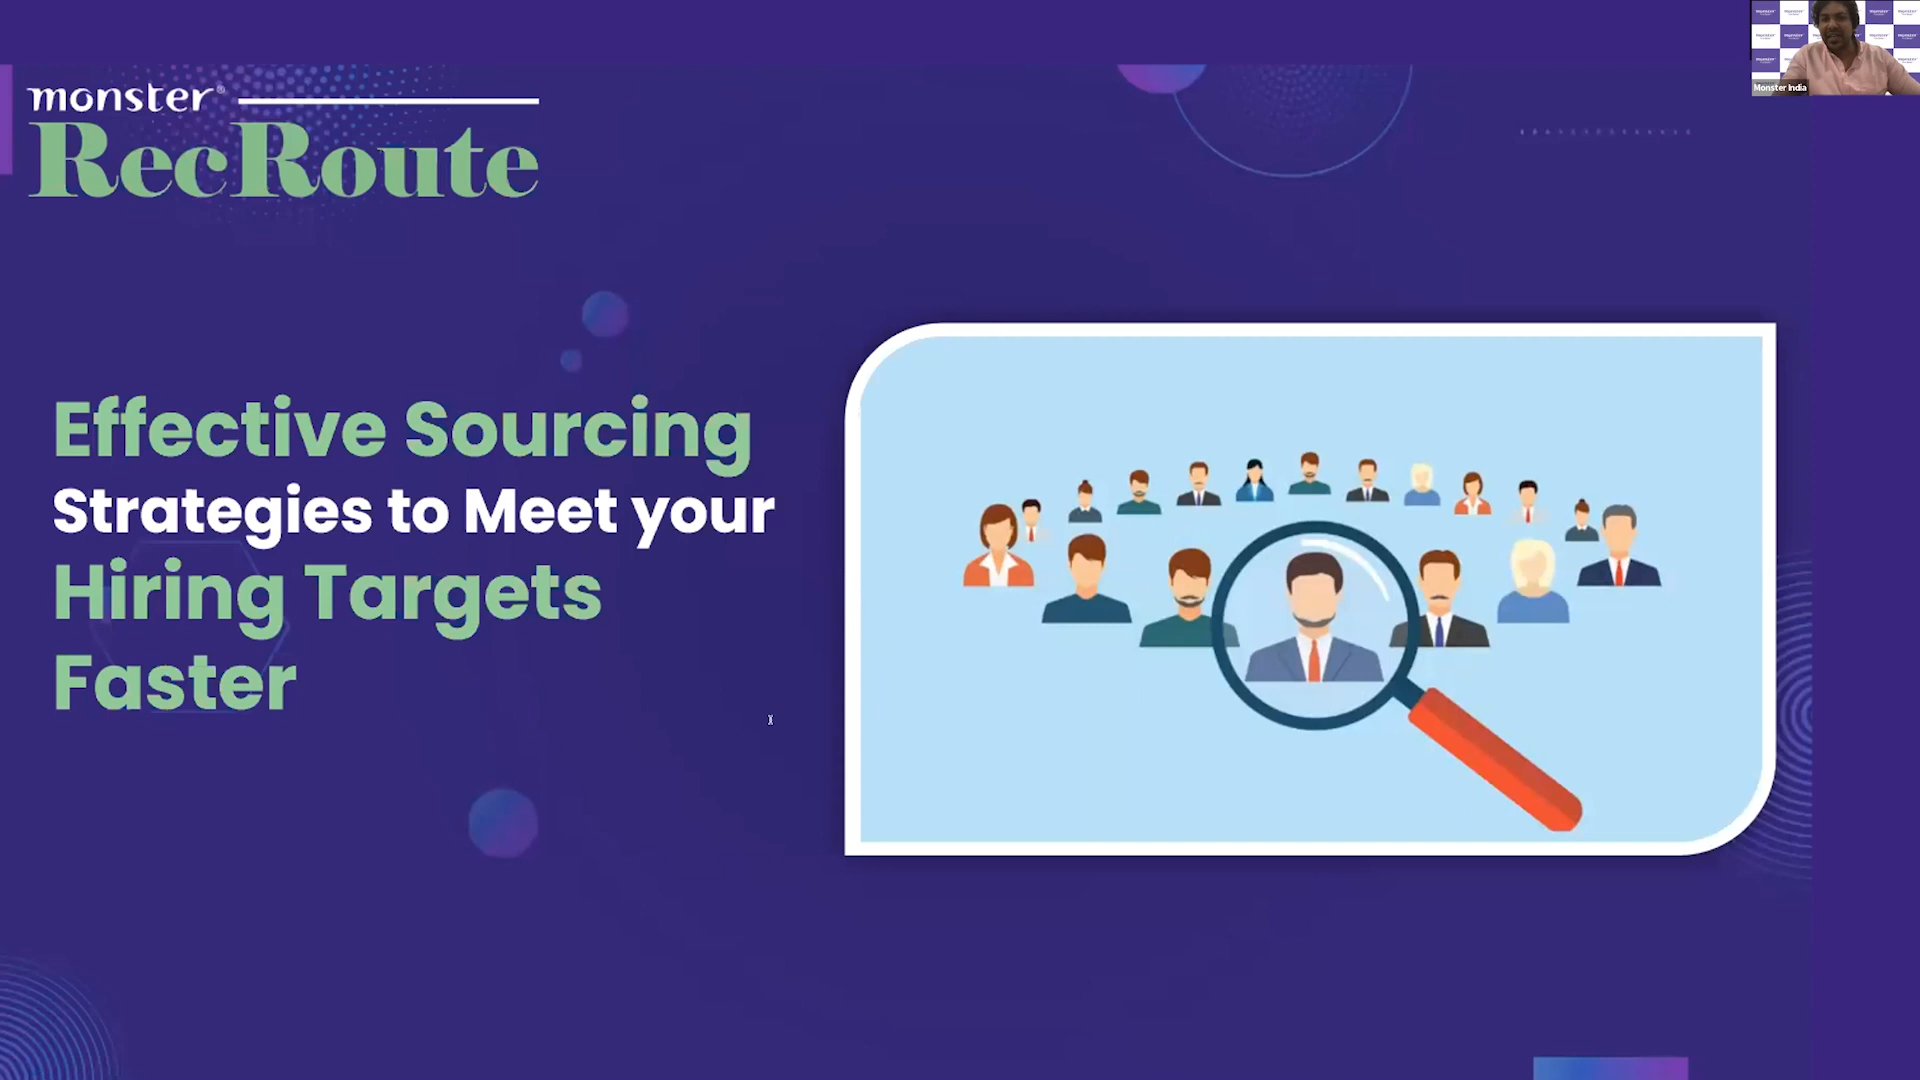 monster
RecRoute
Monster India
Effective Sourcing
Strategies to Meet your
Hiring Targets
Faster